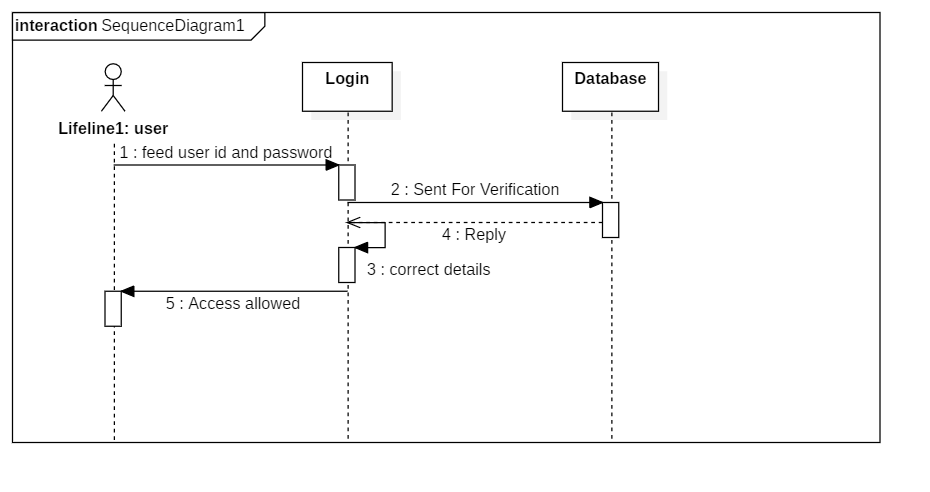 interaction SequenceDiagram1
Login
Database
Lifeline1: user
1 : feed user id and password
2 : Sent For Verification
4 : Reply
3 : correct details
5 : Access allowed